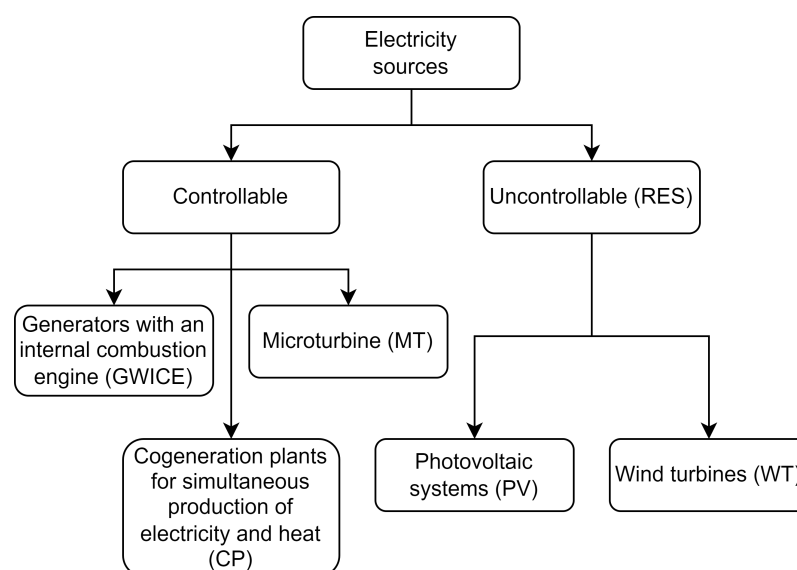 Electricity
sources
Controllable
Uncontrollable (RES)
Generators with an
internal combustion
engine (GWICE)
Microturbine (MT)
Cogeneration plants
for simultaneous
production of
electricity and heat
(CP)
Photovoltaic
systems (PV)
Wind turbines (WT)